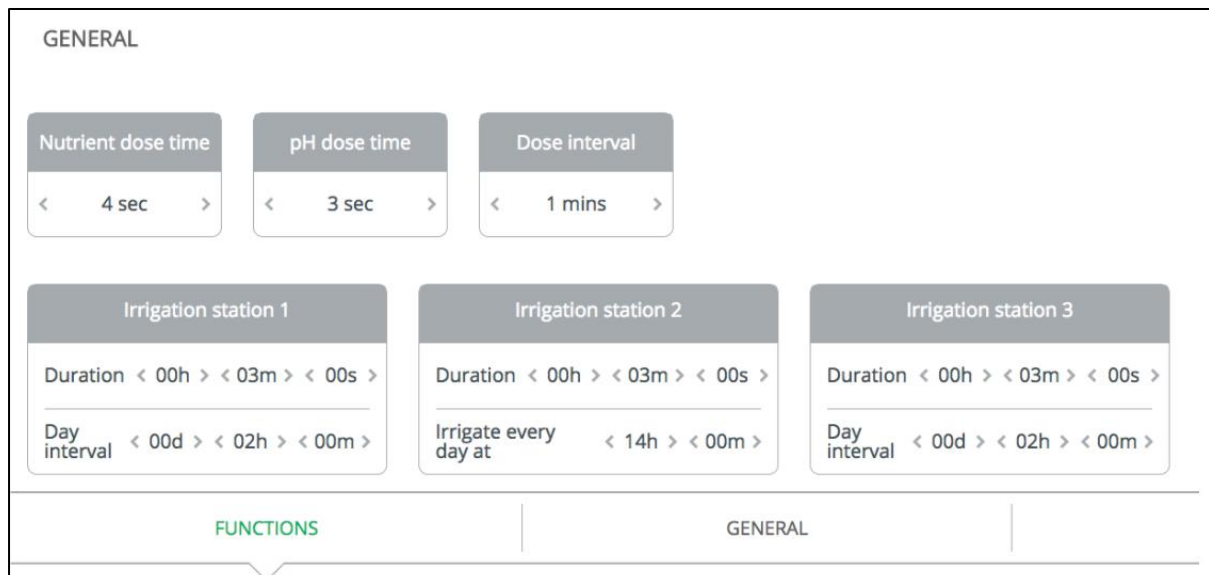 GENERAL
Nutrient dose time
pH dose time
Dose interval
< 4 sec >
< 3 sec >
< 1 mins >
Irrigation station 1
Irrigation station 2
Irrigation station 3
Duration < 00h > < 03m > < 00s >
Duration < 00h > < 03m > < 00s >
Duration < 00h > < 03m > < 00s >
Day
interval < 00d > < 02h > < 00m >
Irrigate every
day at < 14h > < 00m >
Day
interval < 00d > < 02h > < 00m >
FUNCTIONS
GENERAL